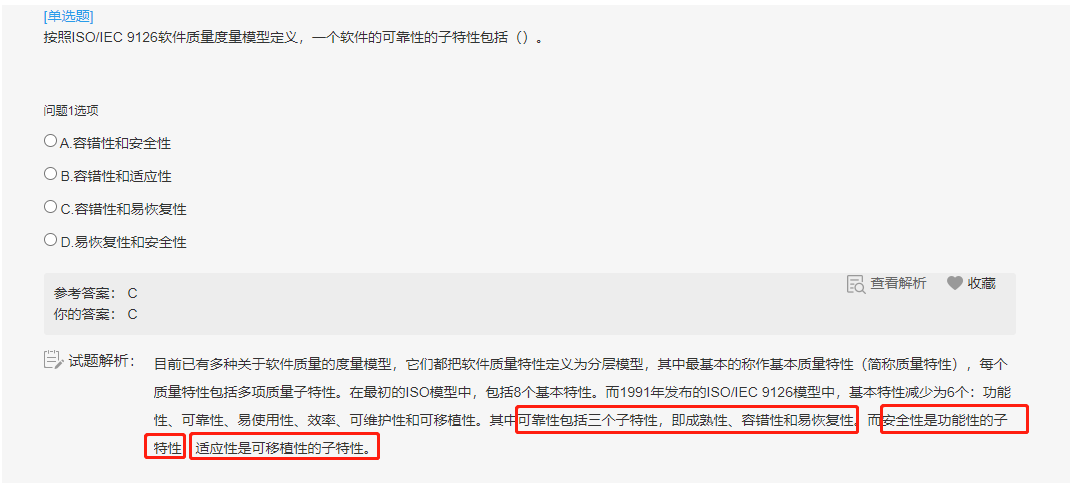 [单选题]
按照ISO/IEC 9126软件质量度量模型定义，一个软件的可靠性的子特性包括（）。
问题1选项
A.容错性和安全性
B.容错性和适应性
C.容错性和易恢复性
D.易恢复性和安全性
查看解析 收藏
参考答案： C
你的答案： C
试题解析： 目前已有多种关于软件质量的度量模型，它们都把软件质量特性定义为分层模型，其中最基本的称作基本质量特性（简称质量特性），每个
质量特性包括多项质量子特性。在最初的ISO模型中，包括8个基本特性。而1991年发布的ISO/IEC 9126模型中，基本特性减少为6个：功能
性、可靠性、易使用性、效率、可维护性和可移植性。其中可靠性包括三个子特性，即成熟性、容错性和易恢复性。而安全性是功能性的子
特性 适应性是可移植性的子特性。